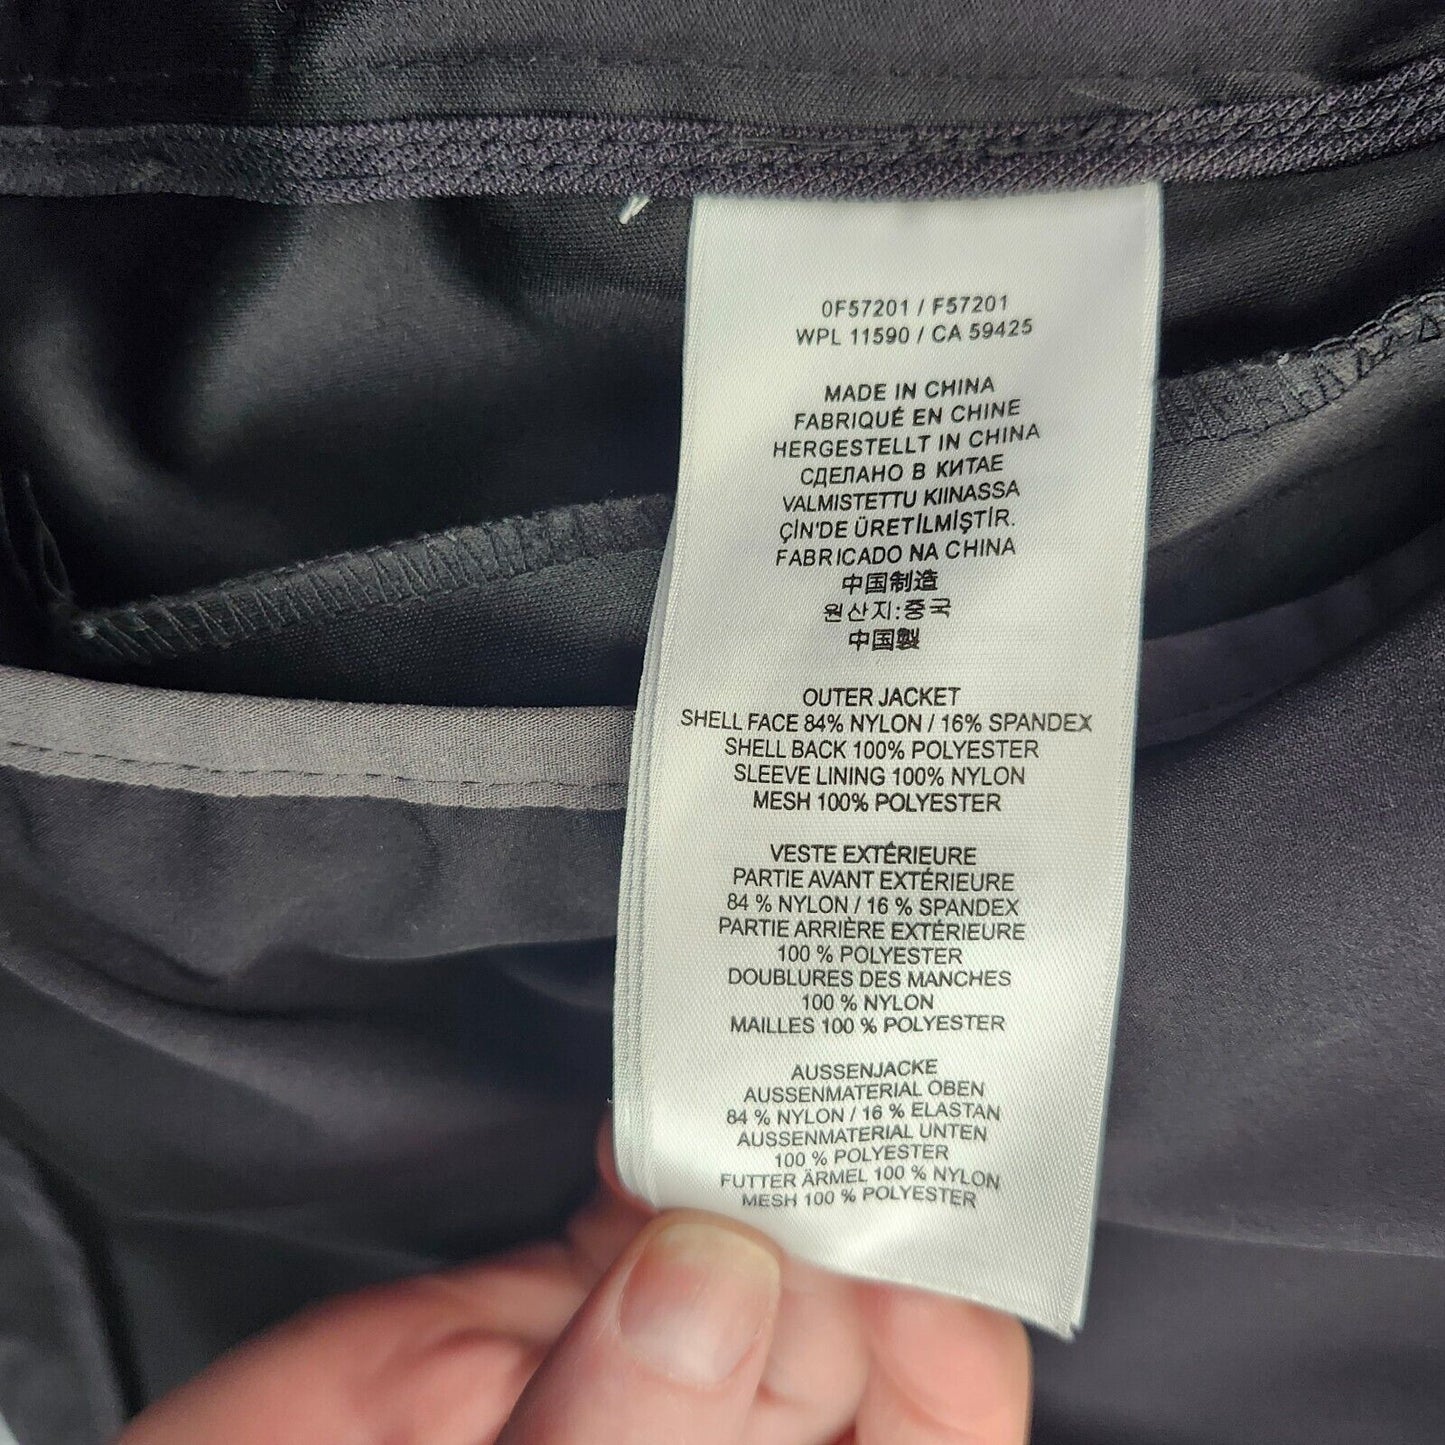 0F57201 / F57201
WPL 11590 / CA 59425
MADE IN CHINA
FABRIQUÉ EN CHINE
HERGESTELLT IN CHINA
СДЕЛАНО В КИТАЕ
VALMISTETTU KIINASSA
ÇİN'DE ÜRETİLMİŞTİR.
FABRICADO NA CHINA
中国制造
원산지:중국
中国製
OUTER JACKET
SHELL FACE 84% NYLON / 16% SPANDEX
SHELL BACK 100% POLYESTER
SLEEVE LINING 100% NYLON
MESH 100% POLYESTER
VESTE EXTÉRIEURE
PARTIE AVANT EXTÉRIEURE
84 % NYLON / 16 % SPANDEX
PARTIE ARRIÈRE EXTÉRIEURE
100 % POLYESTER
DOUBLURES DES MANCHES
100 % NYLON
MAILLES 100 % POLYESTER
AUSSENJACKE
AUSSENMATERIAL OBEN
84 % NYLON / 16 % ELASTAN
AUSSENMATERIAL UNTEN
100 % POLYESTER
FUTTER ÄRMEL 100 % NYLON
MESH 100 % POLYESTER